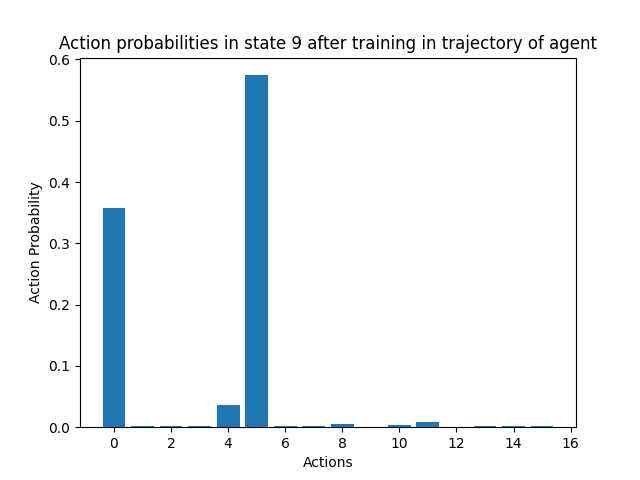 Action probabilities in state 9 after training in trajectory of agent
0.6
0.5
0.4
0.3
0.2
0.1
0.0
Action Probability
0 2 4 6 8 10 12 14 16
Actions